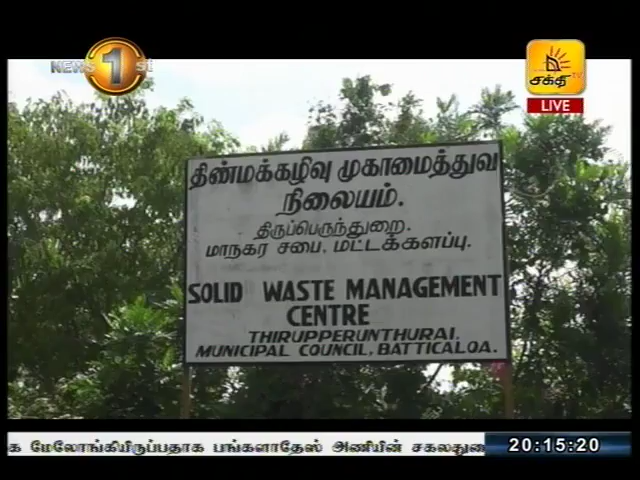 NEWS 1st
சக்தி TV
LIVE
திண்மக்கழிவு முகாமைத்துவ
நிலையம்.
திருப்பெருந்துறை.
மாநகர சபை, மட்டக்களப்பு.
SOLID WASTE MANAGEMENT
CENTRE
THIRUPPERUNTHURAI.
MUNICIPAL COUNCIL, BATTICALOA.
க மேலோங்கியிருப்பதாக பங்களாதேஸ் அணியின் சகலதுறை
20:15:20